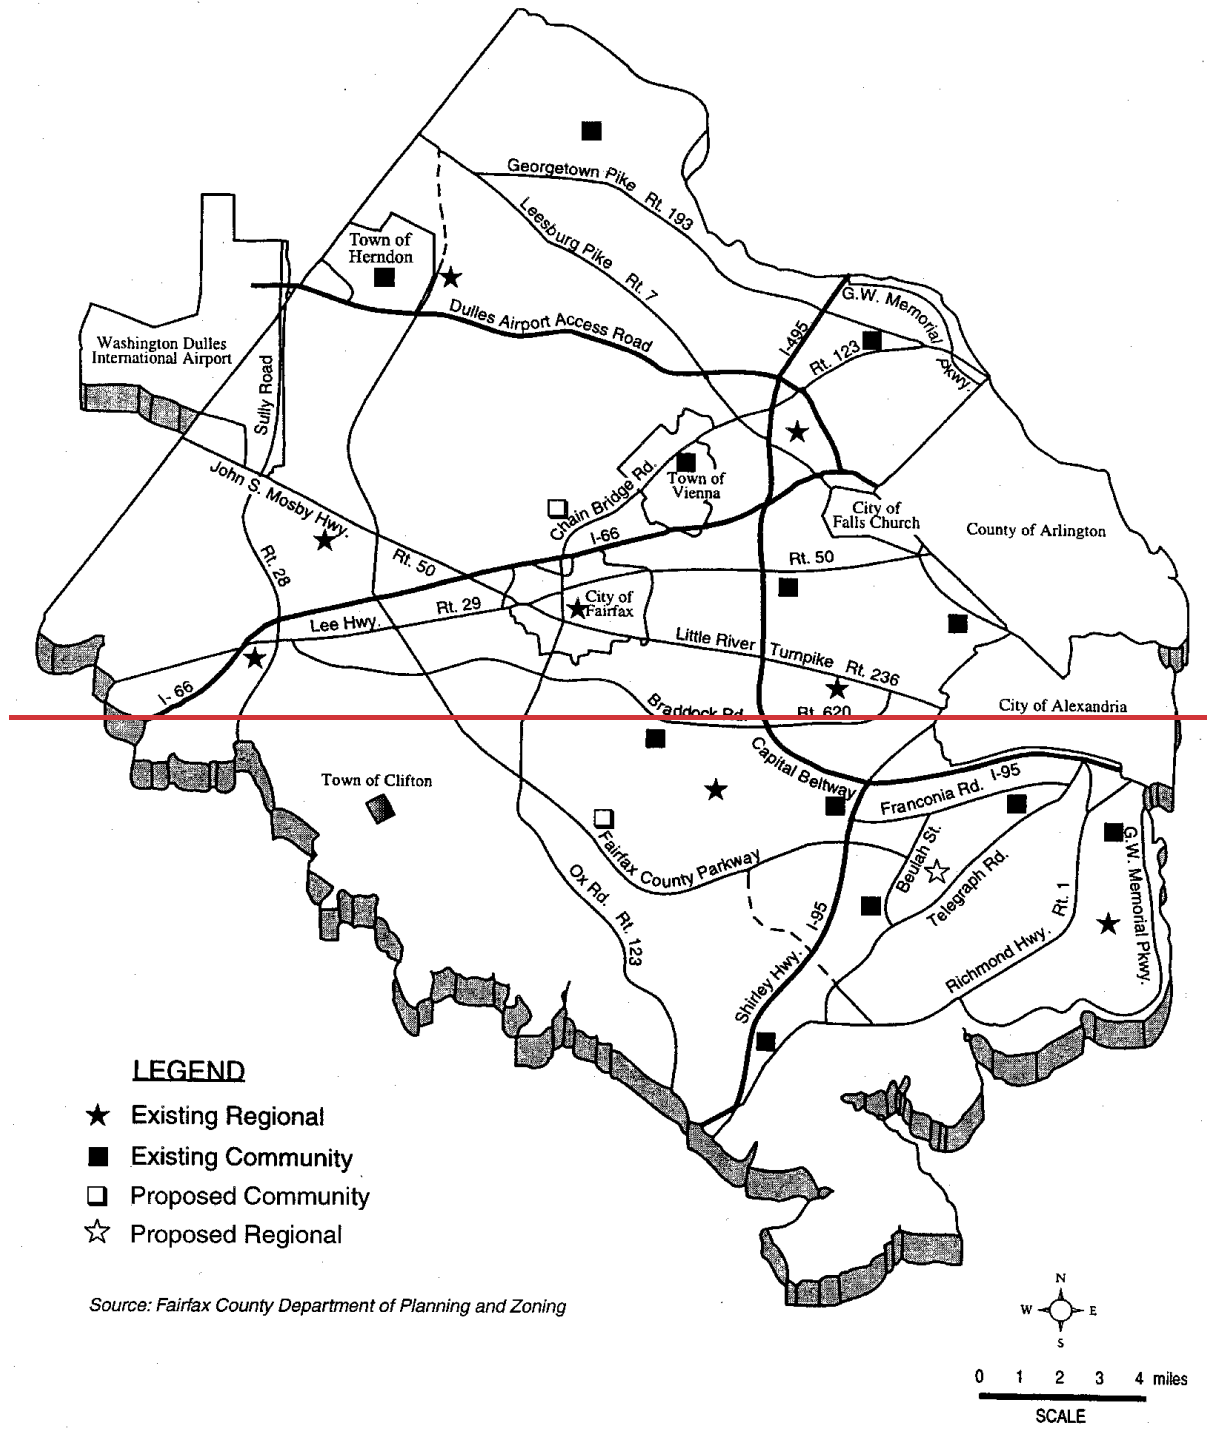 Georgetown Pike Rt. 193
Leesburg Pike Rt. 7
Town of
Herndon
G.W. Memorial Pkwy.
Dulles Airport Access Road
I-495
Rt. 123
Washington Dulles
International Airport
Sully Road
John S. Mosby Hwy. Rt. 50
Chain Bridge Rd.
Town of
Vienna
City of
Falls Church
County of Arlington
I-66
Rt. 50
Rt. 28
Rt. 29
Lee Hwy.
City of
Fairfax
Little River Turnpike Rt. 236
I- 66
Braddock Rd. Rt. 620
City of Alexandria
Capital Beltway
I-95
Town of Clifton
Franconia Rd.
Fairfax County Parkway
Beulah St.
Telegraph Rd.
G.W. Memorial Pkwy.
Rt. 1
Ox Rd. Rt. 123
I-95
Shirley Hwy.
Richmond Hwy.
LEGEND
Existing Regional
Existing Community
Proposed Community
Proposed Regional
Source: Fairfax County Department of Planning and Zoning
N
W E
S
0 1 2 3 4 miles
SCALE